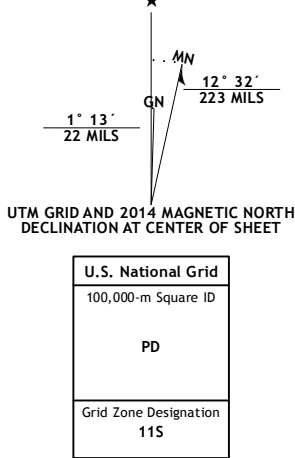 ★
MN
GN
12° 32´
223 MILS
1° 13´
22 MILS
UTM GRID AND 2014 MAGNETIC NORTH
DECLINATION AT CENTER OF SHEET
U.S. National Grid
100,000-m Square ID
PD
Grid Zone Designation
11S